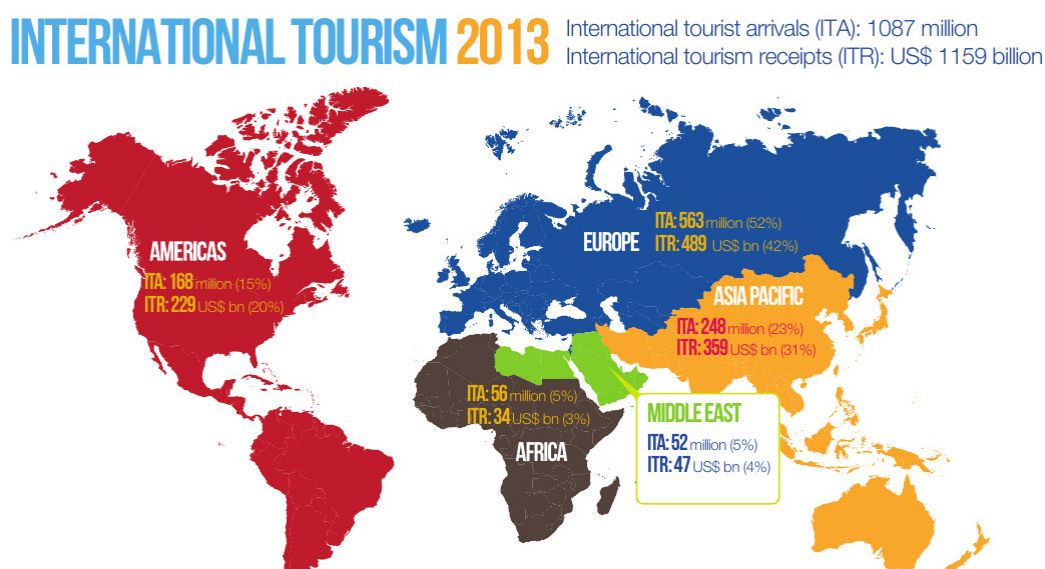 INTERNATIONAL TOURISM 2013
International tourist arrivals (ITA): 1087 million
International tourism receipts (ITR): US$ 1159 billion
AMERICAS
ITA: 168 million (15%)
ITR: 229 US$ bn (20%)
EUROPE
ITA: 563 million (52%)
ITR: 489 US$ bn (42%)
ASIA PACIFIC
ITA: 248 million (23%)
ITR: 359 US$ bn (31%)
ITA: 56 million (5%)
ITR: 34 US$ bn (3%)
AFRICA
MIDDLE EAST
ITA: 52 million (5%)
ITR: 47 US$ bn (4%)